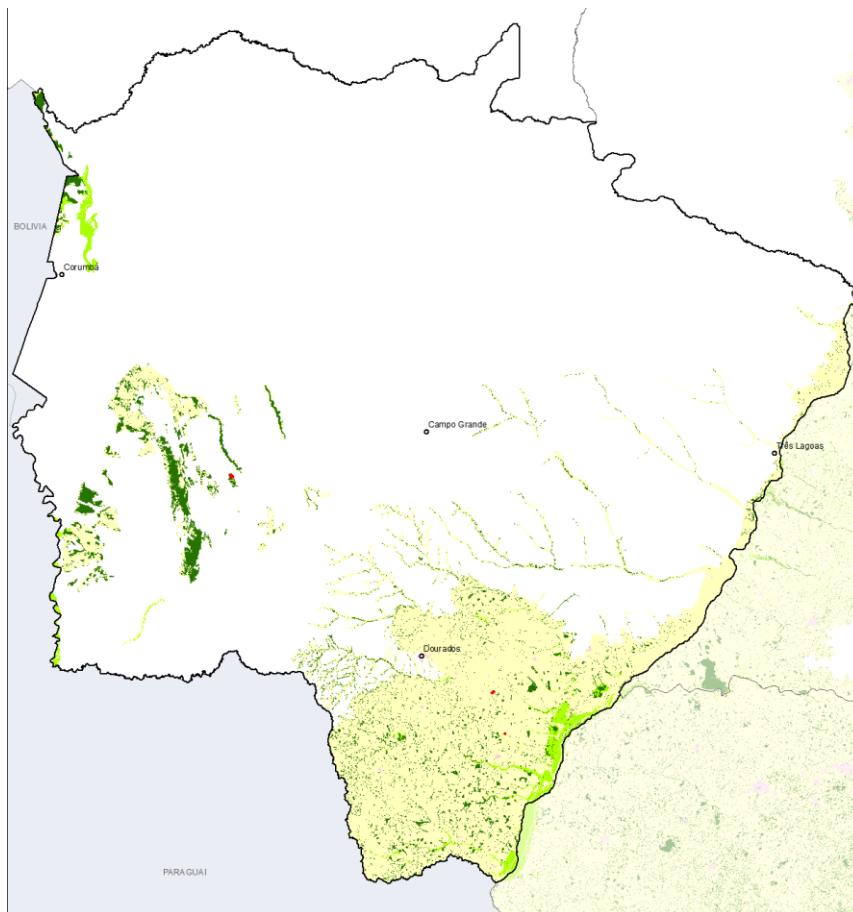 BOLIVIA
Corumbá
Campo Grande
Três Lagoas
Dourados
PARAGUAI